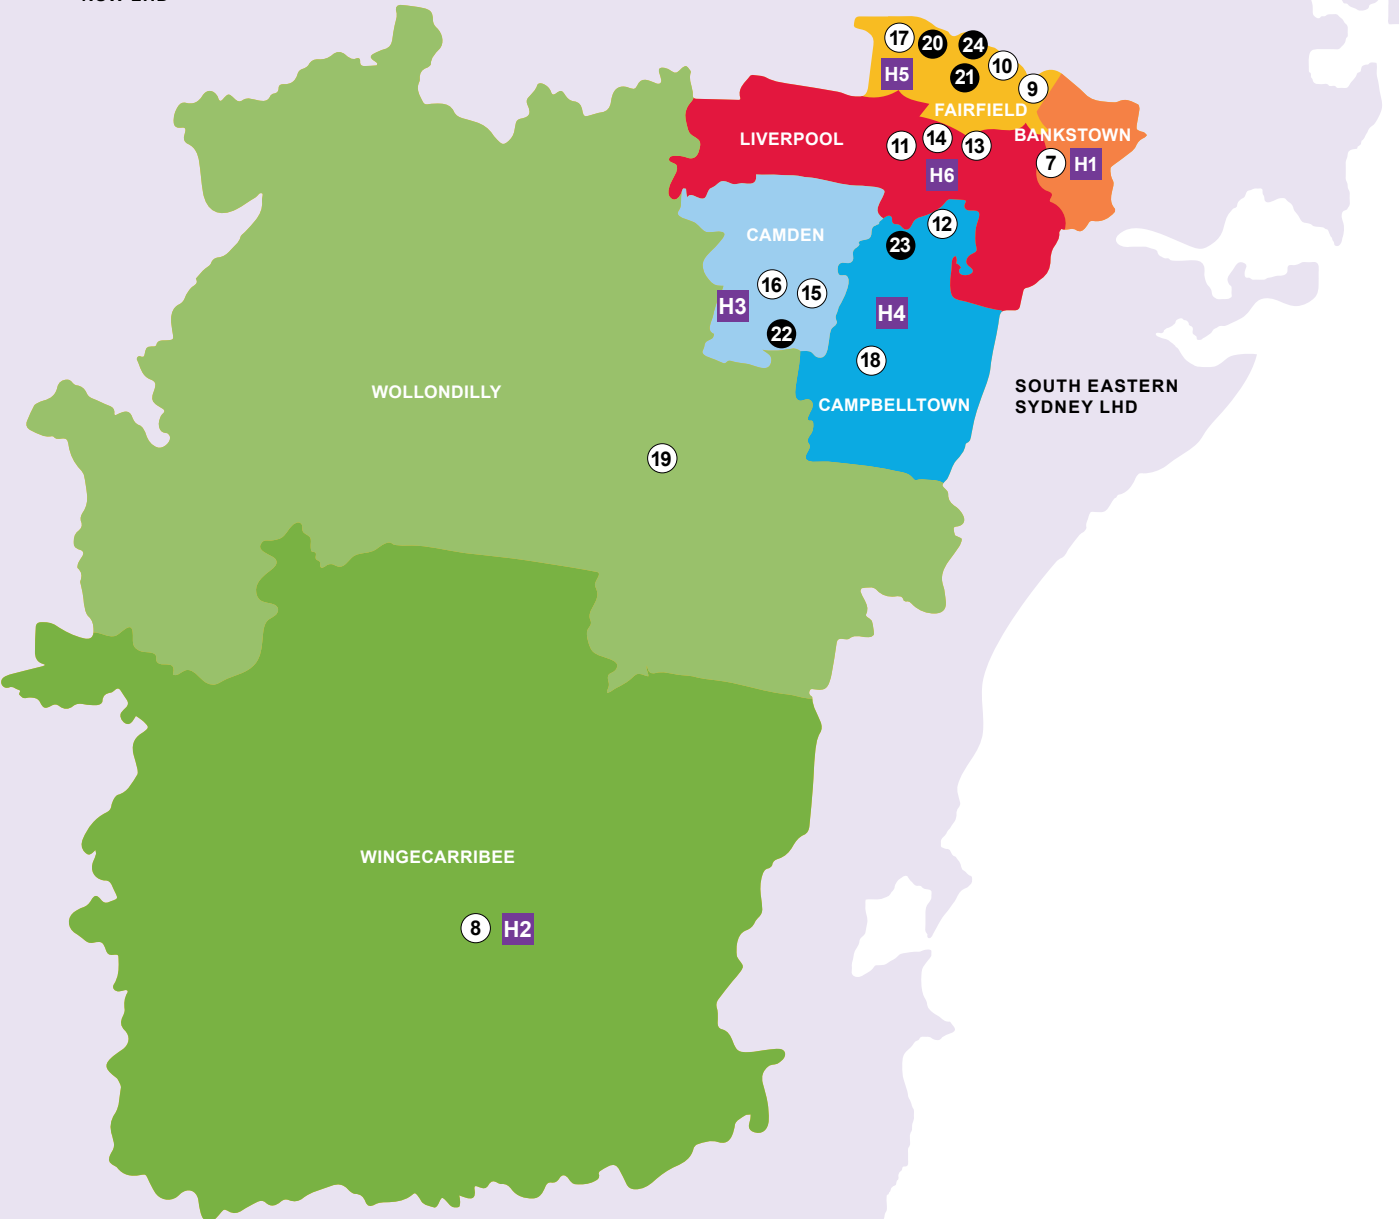 17
20
24
10
H5
21
9
FAIRFIELD
BANKSTOWN
LIVERPOOL
11
14
13
7
H1
H6
12
CAMDEN
23
16
15
H3
H4
22
18
WOLLONDILLY
SOUTH EASTERN
SYDNEY LHD
CAMPBELLTOWN
19
WINGECARRIBEE
8
H2